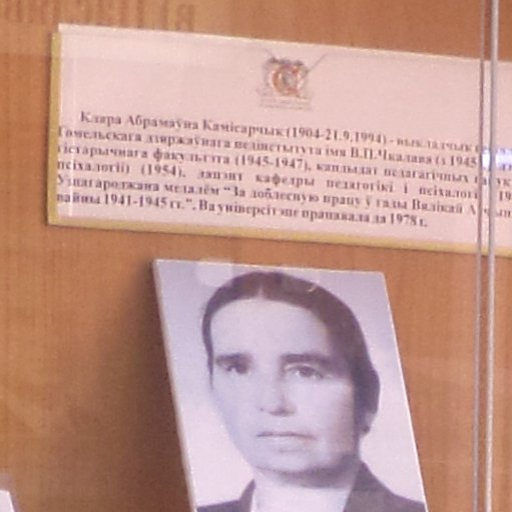 Клара Абрамаўна Камісарчык (1904-21.9.1994) - выкладчык
Гомельскага дзяржаўнага педінстытута імя В.П.Чкалава (з 1945
гістарычнага факультэта (1945-1947), кандыдат педагагічных
псіхалогіі) (1954), дацэнт кафедры педагогікі і псіхалогіі
Узнагароджана медалём “За доблесную працу ў гады Вялікай
вайны 1941-1945 гг.”. Ва універсітэце працавала да 1978 г.